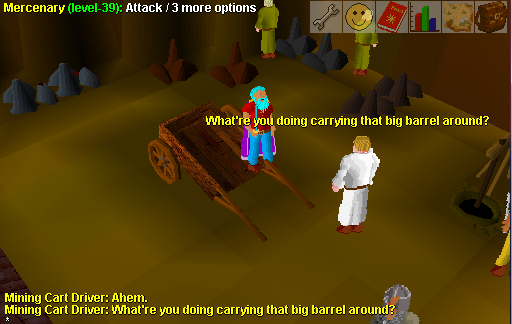 Mercenary (level-39): Attack / 3 more options
What're you doing carrying that big barrel around?
Mining Cart Driver: Ahem.
Mining Cart Driver: What're you doing carrying that big barrel around?
*